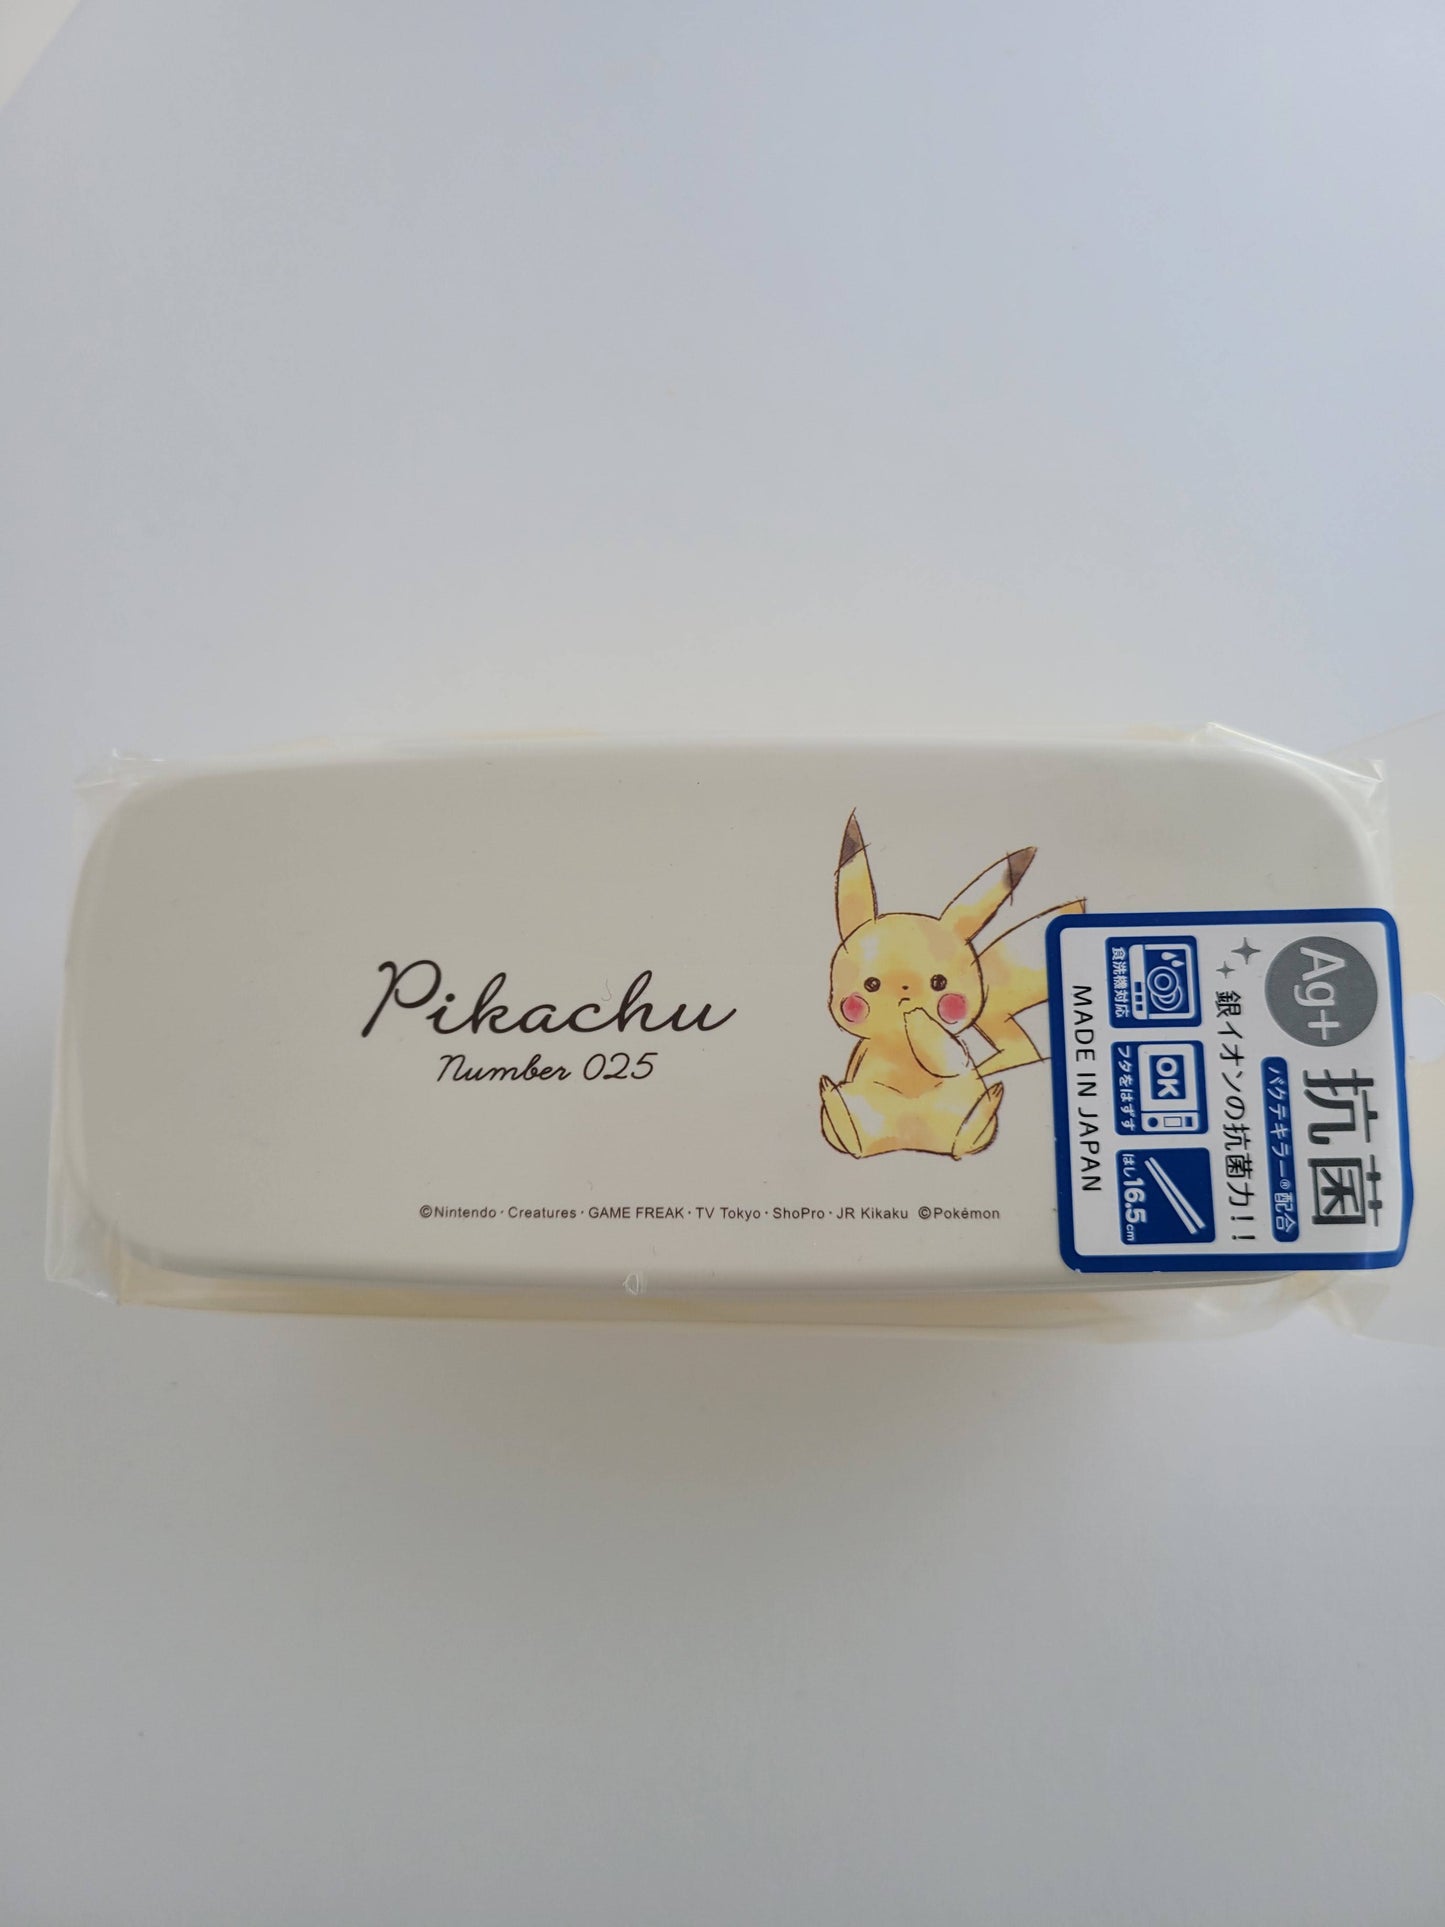 Pikachu
Number 025
©Nintendo・Creatures・GAME FREAK・TV Tokyo・ShoPro・JR Kikaku ©Pokémon
Ag+
抗菌
バクテキラー®配合
銀イオンの抗菌力!!
食洗機対応
OK
フタをはずす
はし16.5cm
MADE IN JAPAN